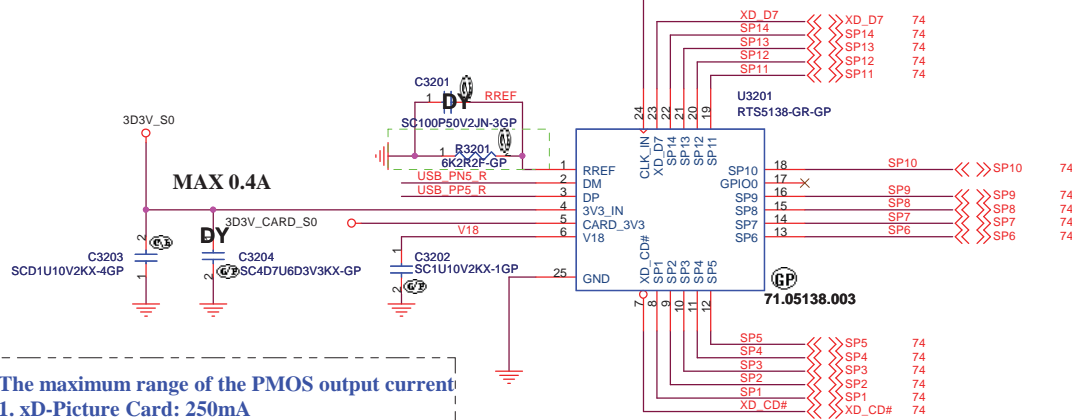 XD_D7 XD_D7 74
SP14 SP14 74
SP13 SP13 74
SP12 SP12 74
SP11 SP11 74
U3201
RTS5138-GR-GP
C3201
1 DY RREF
SC100P50V2JN-3GP
1 R3201
6K2R2F-GP
3D3V_S0
MAX 0.4A
USB_PN5_R
USB_PP5_R
3D3V_CARD_S0
V18
24 23 22 21 20 19
CLK_IN XD_D7 SP14 SP13 SP12 SP11
1 RREF
2 DM
3 DP
4 3V3_IN
5 CARD_3V3
6 V18
25 GND
SP10 18 SP10 SP10 74
GPIO0 17
SP9 16 SP9 SP9 74
SP8 15 SP8 SP8 74
SP7 14 SP7 SP7 74
SP6 13 SP6 SP6 74
XD_CD# SP1 SP2 SP3 SP4 SP5
7 8 9 10 11 12
GP
71.05138.003
2
C3203
SCD1U10V2KX-4GP
1
DY
C3204
2 G/P SC4D7U6D3V3KX-GP
1
C3202
SC1U10V2KX-1GP
2 G/P
SP5 SP5 74
SP4 SP4 74
SP3 SP3 74
SP2 SP2 74
SP1 SP1 74
XD_CD# XD_CD# 74
The maximum range of the PMOS output current
1. xD-Picture Card: 250mA